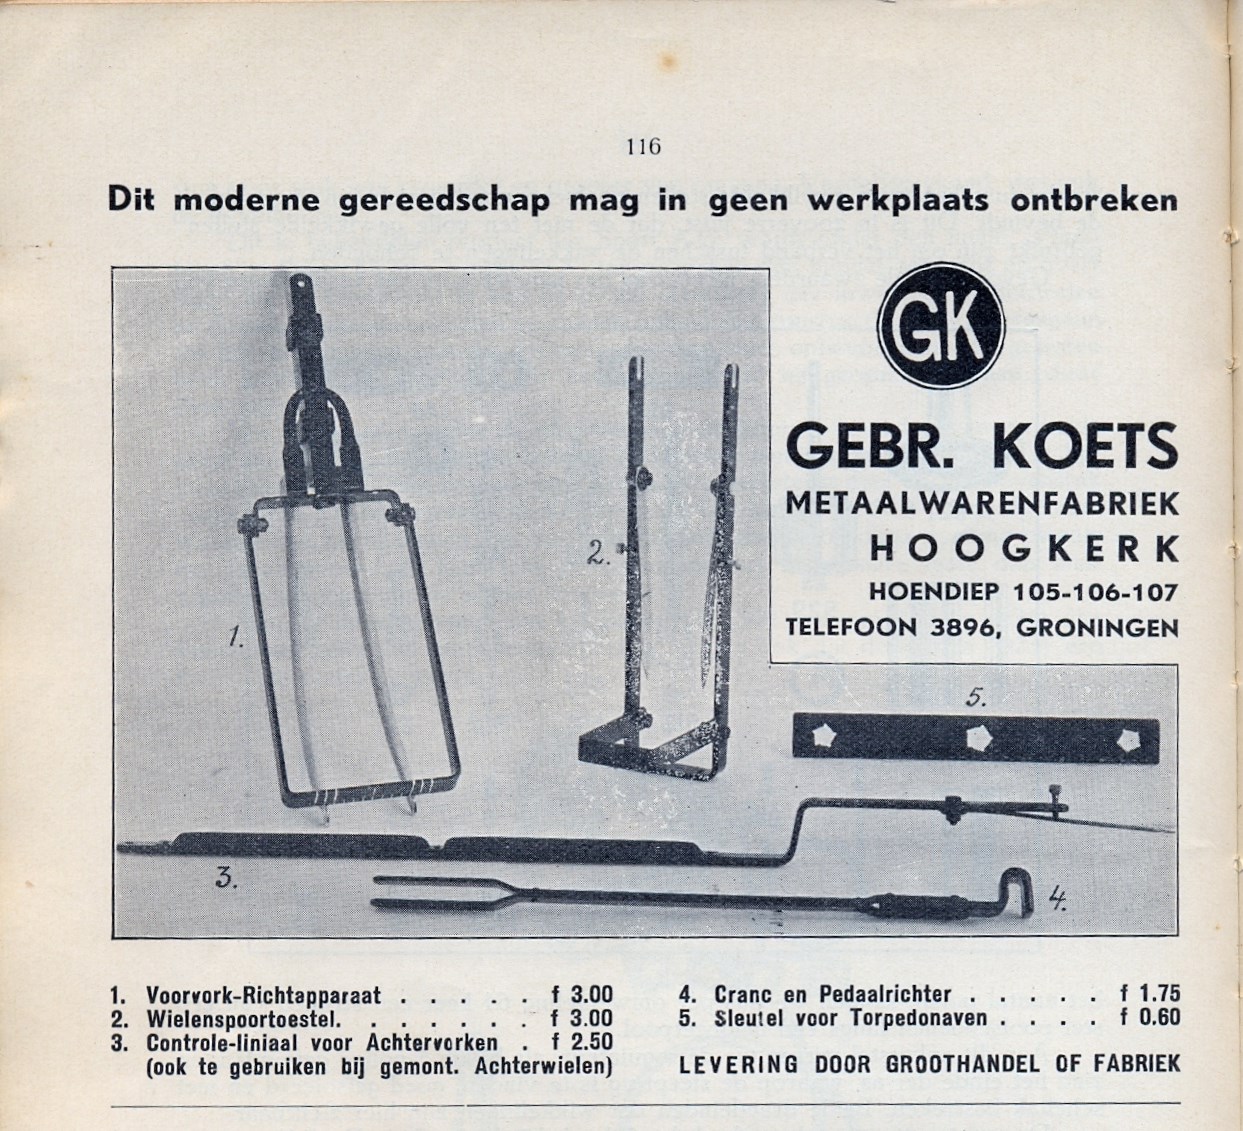 116
Dit moderne gereedschap mag in geen werkplaats ontbreken
GK
GEBR. KOETS
METAALWARENFABRIEK
HOOGKERK
HOENDIEP 105-106-107
TELEFOON 3896, GRONINGEN
1.
2.
3.
4.
5.
1. Voorvork-Richtapparaat . . . . . f 3.00
2. Wielenspoortoestel. . . . . . . f 3.00
3. Controle-liniaal voor Achtervorken . f 2.50
(ook te gebruiken bij gemont. Achterwielen)
4. Cranc en Pedaalrichter . . . . . f 1.75
5. Sleutel voor Torpedonaven . . . . f 0.60
LEVERING DOOR GROOTHANDEL OF FABRIEK